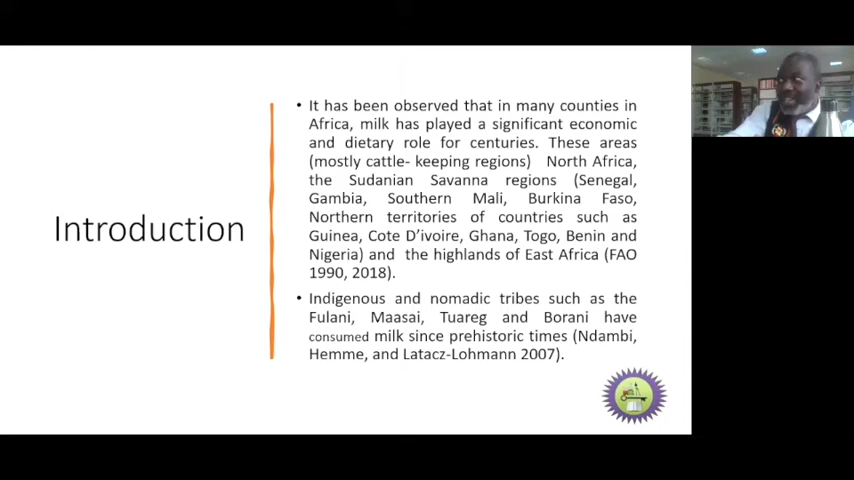 Introduction
• It has been observed that in many counties in
Africa, milk has played a significant economic
and dietary role for centuries. These areas
(mostly cattle- keeping regions) North Africa,
the Sudanian Savanna regions (Senegal,
Gambia, Southern Mali, Burkina Faso,
Northern territories of countries such as
Guinea, Cote D’ivoire, Ghana, Togo, Benin and
Nigeria) and the highlands of East Africa (FAO
1990, 2018).
• Indigenous and nomadic tribes such as the
Fulani, Maasai, Tuareg and Borani have
consumed milk since prehistoric times (Ndambi,
Hemme, and Latacz-Lohmann 2007).